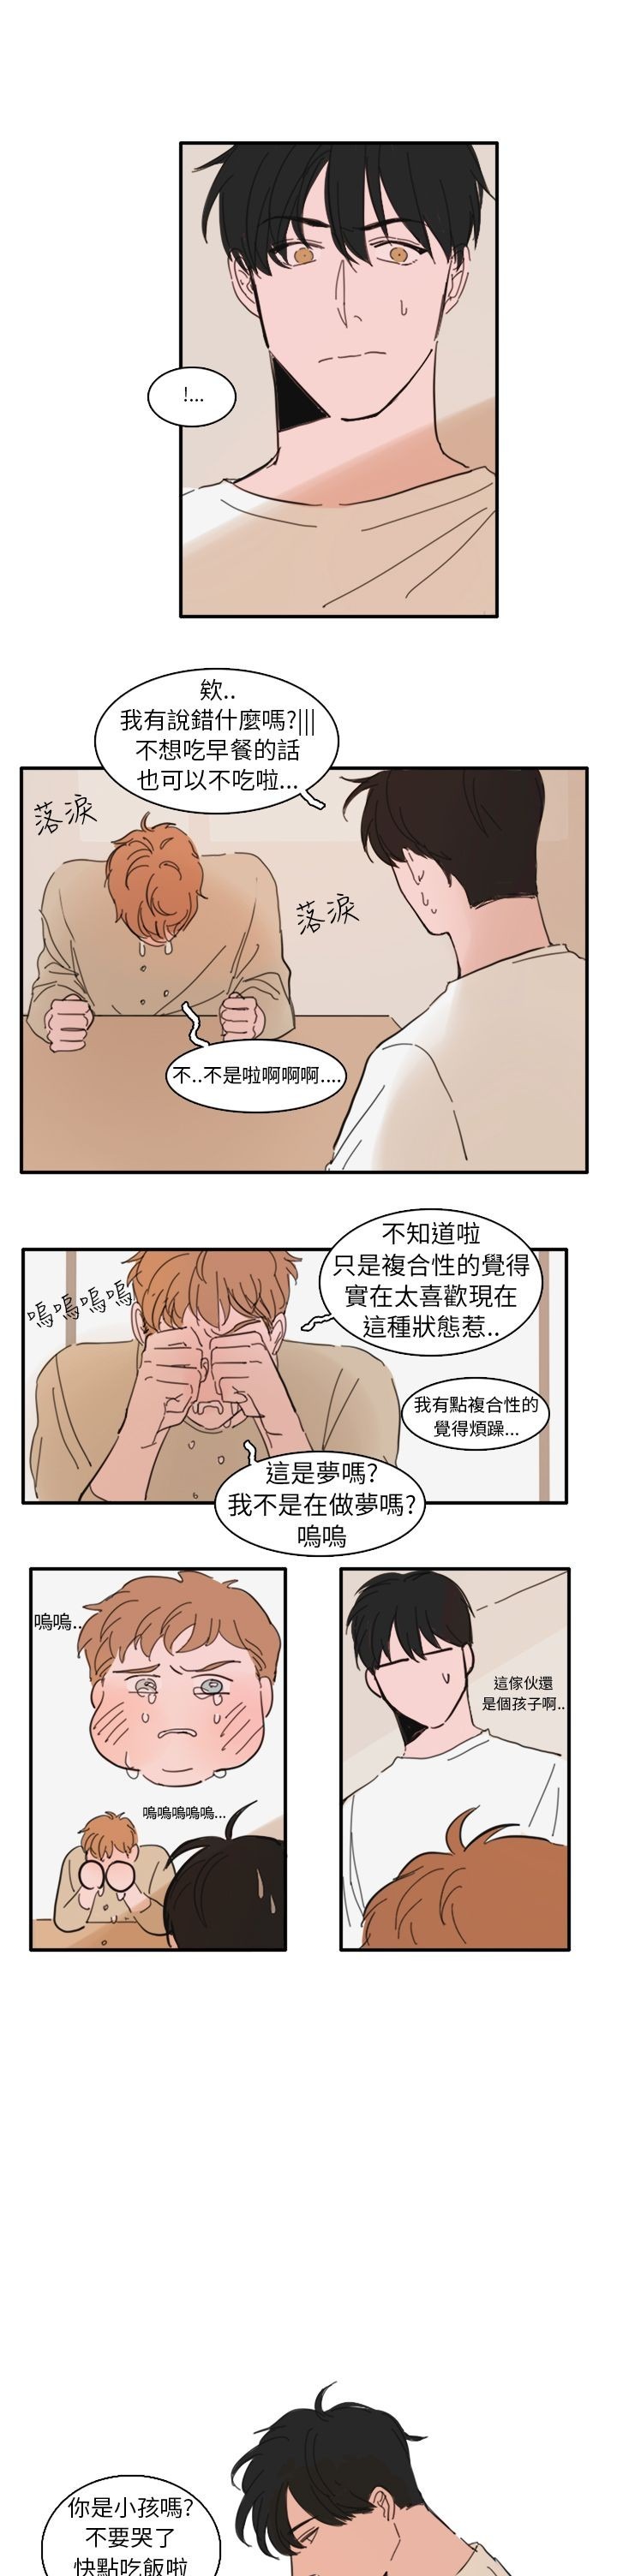 !...
欸..
我有說錯什麼嗎?|||
不想吃早餐的話
也可以不吃啦...
落淚
落淚
不..不是啦啊啊啊....
不知道啦
只是複合性的覺得
實在太喜歡現在
這種狀態惹..
嗚嗚嗚嗚
我有點複合性的
覺得煩躁...
這是夢嗎?
我不是在做夢嗎?
嗚嗚
嗚嗚..
嗚嗚嗚嗚嗚...
這傢伙還
是個孩子啊..
你是小孩嗎?
不要哭了
快點吃飯啦